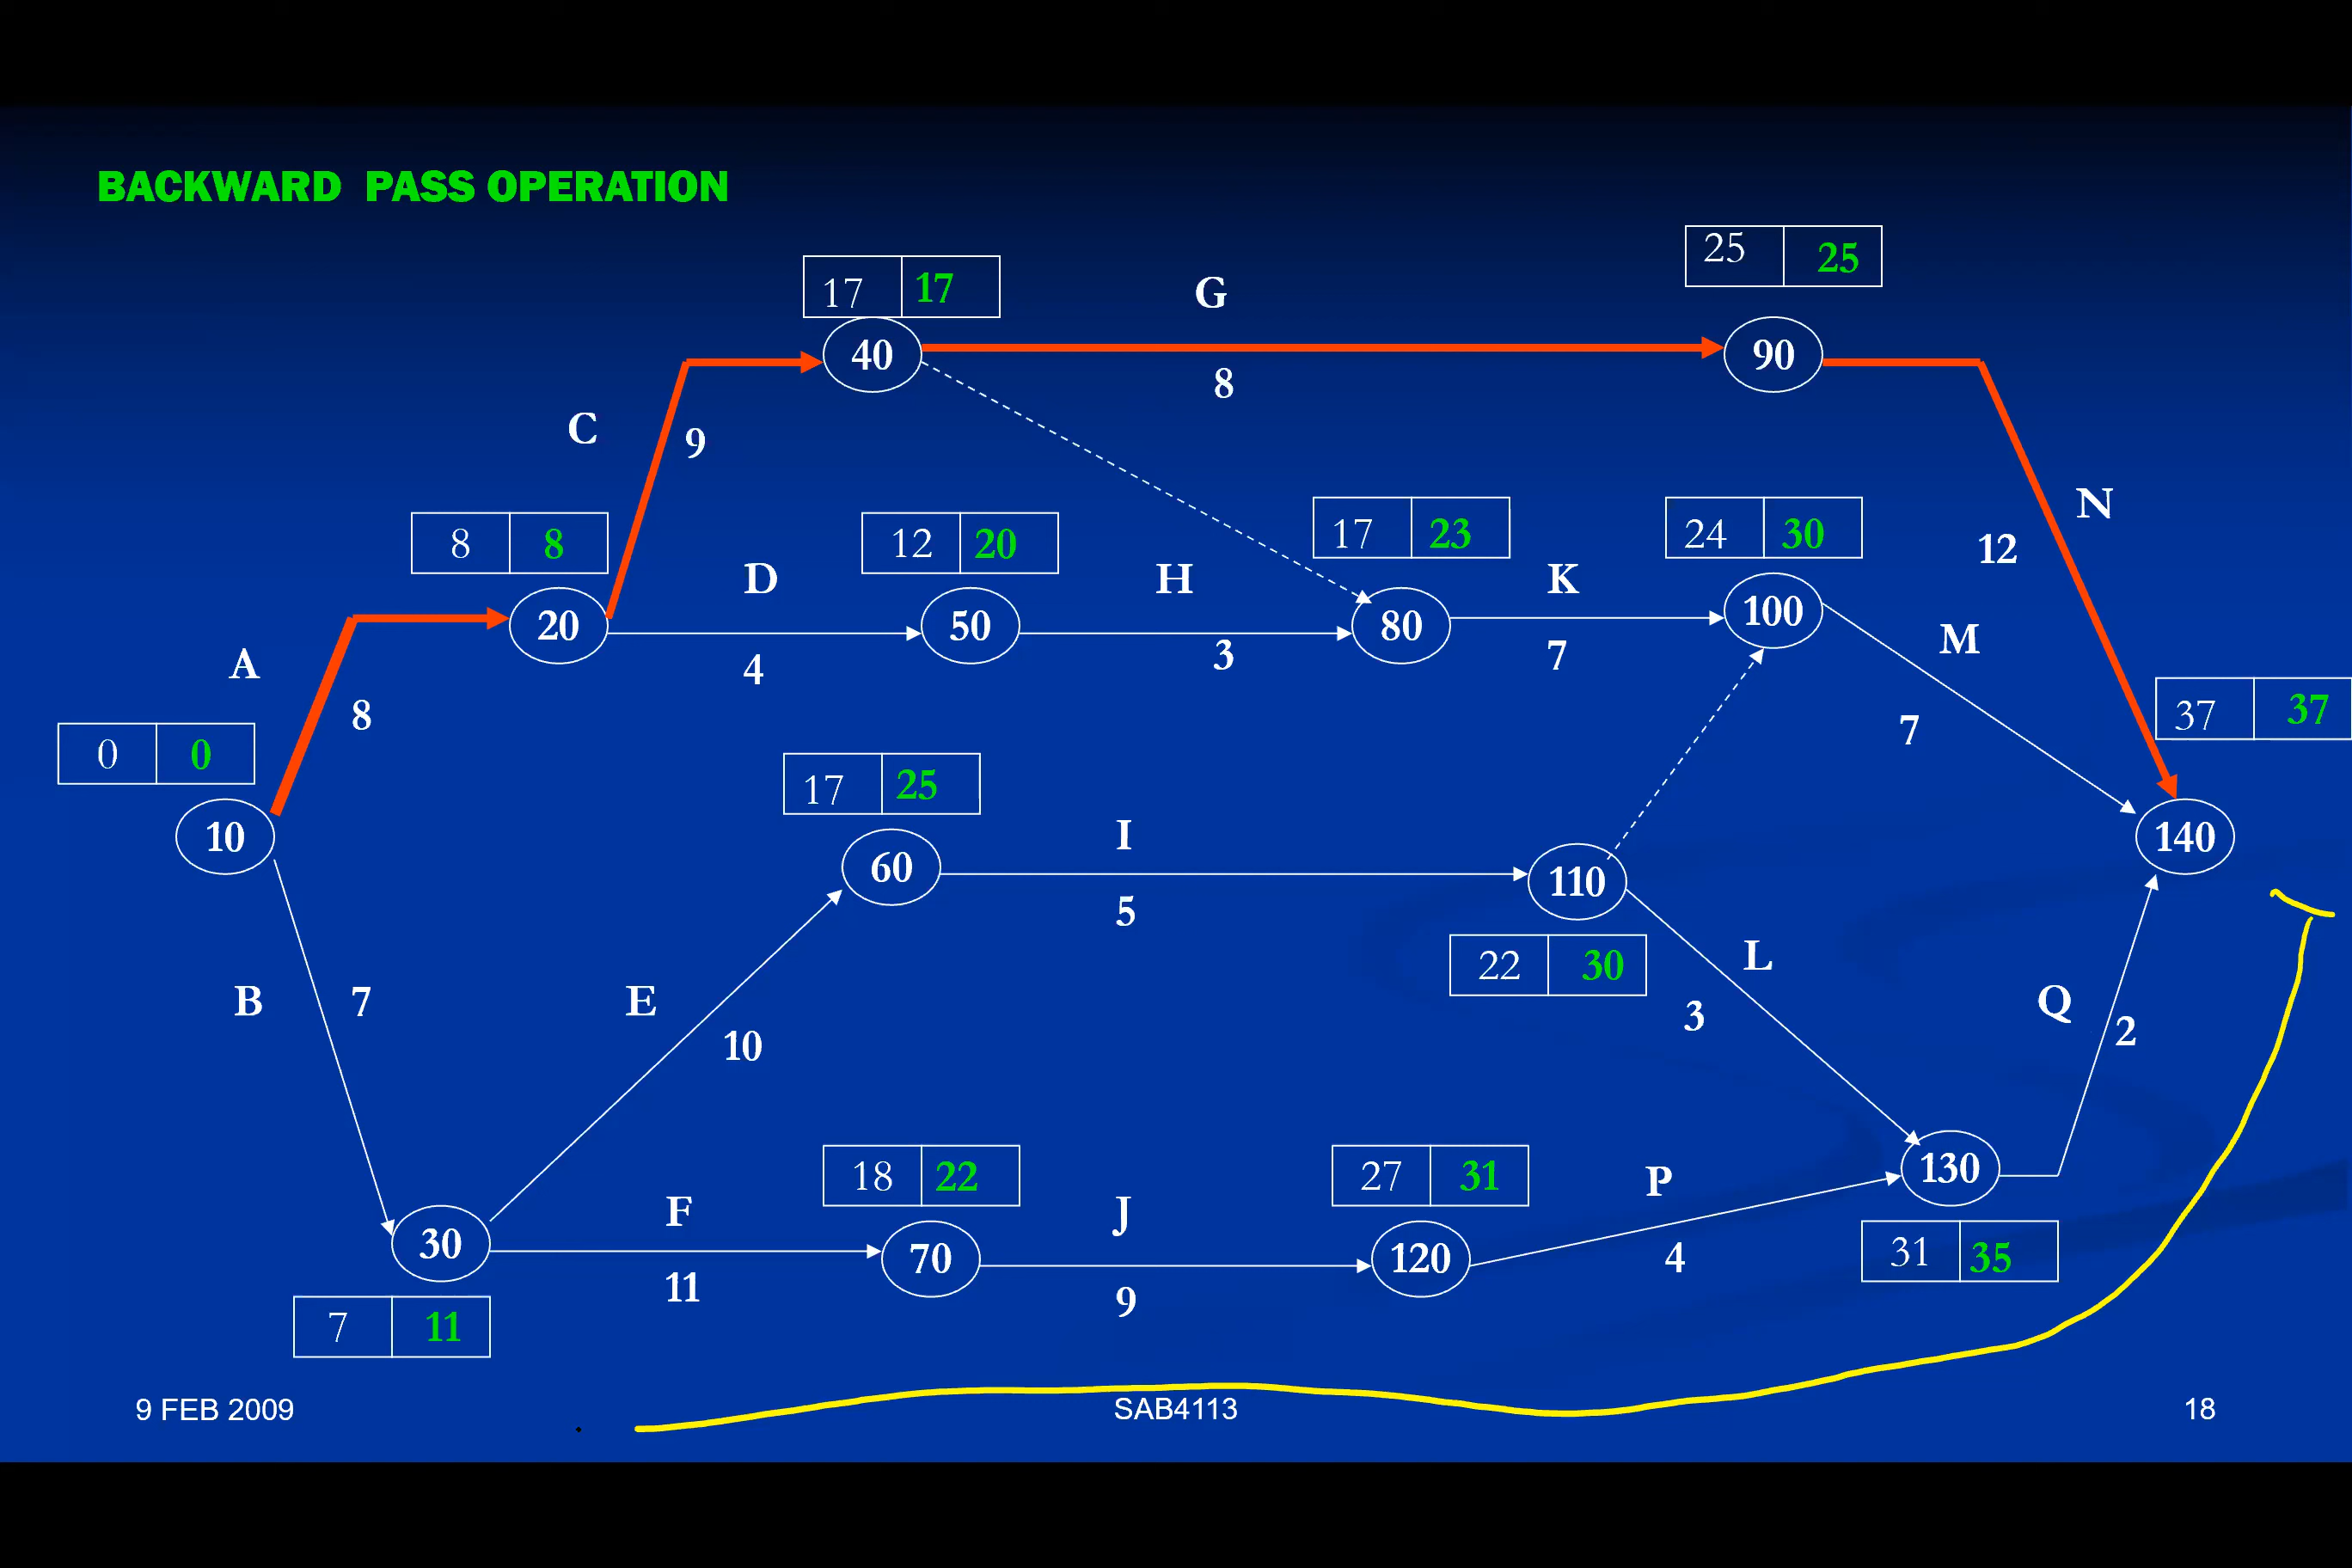 BACKWARD PASS OPERATION
25 25
17 17
G
40
90
8
C
9
N
8 8
12 20
17 23
24 30
12
D
H
K
20
50
80
100
M
4
3
7
A
8
7
37 37
0 0
17 25
I
10
60
110
140
5
22 30
L
B
7
E
10
3
Q
2
18 22
27 31
P
130
F
J
30
70
120
4
31 35
11
9
7 11
9 FEB 2009
SAB4113
18